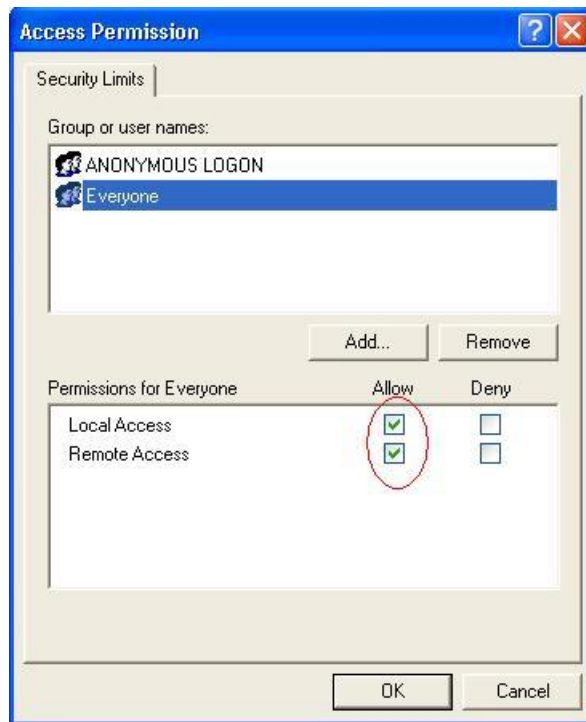 Access Permission
Security Limits
Group or user names:
ANONYMOUS LOGON
Everyone
Add... Remove
Permissions for Everyone Allow Deny
Local Access
Remote Access
OK Cancel